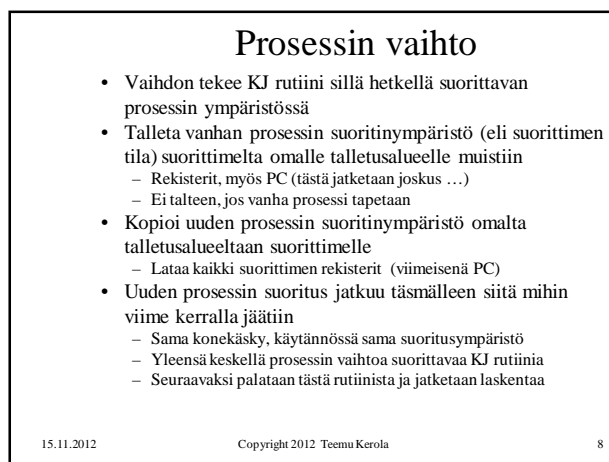 Prosessin vaihto
• Vaihdon tekee KJ rutiini sillä hetkellä suorittavan
prosessin ympäristössä
• Talleta vanhan prosessin suoritinympäristö (eli suorittimen
tila) suorittimelta omalle talletusalueelle muistiin
– Rekisterit, myös PC (tästä jatketaan joskus …)
– Ei talteen, jos vanha prosessi tapetaan
• Kopioi uuden prosessin suoritinympäristö omalta
talletusalueeltaan suorittimelle
– Lataa kaikki suorittimen rekisterit (viimeisenä PC)
• Uuden prosessin suoritus jatkuu täsmälleen siitä mihin
viime kerralla jäätiin
– Sama konekäsky, käytännössä sama suoritusympäristö
– Yleensä keskellä prosessin vaihtoa suorittavaa KJ rutiinia
– Seuraavaksi palataan tästä rutiinista ja jatketaan laskentaa
15.11.2012 Copyright 2012 Teemu Kerola 8